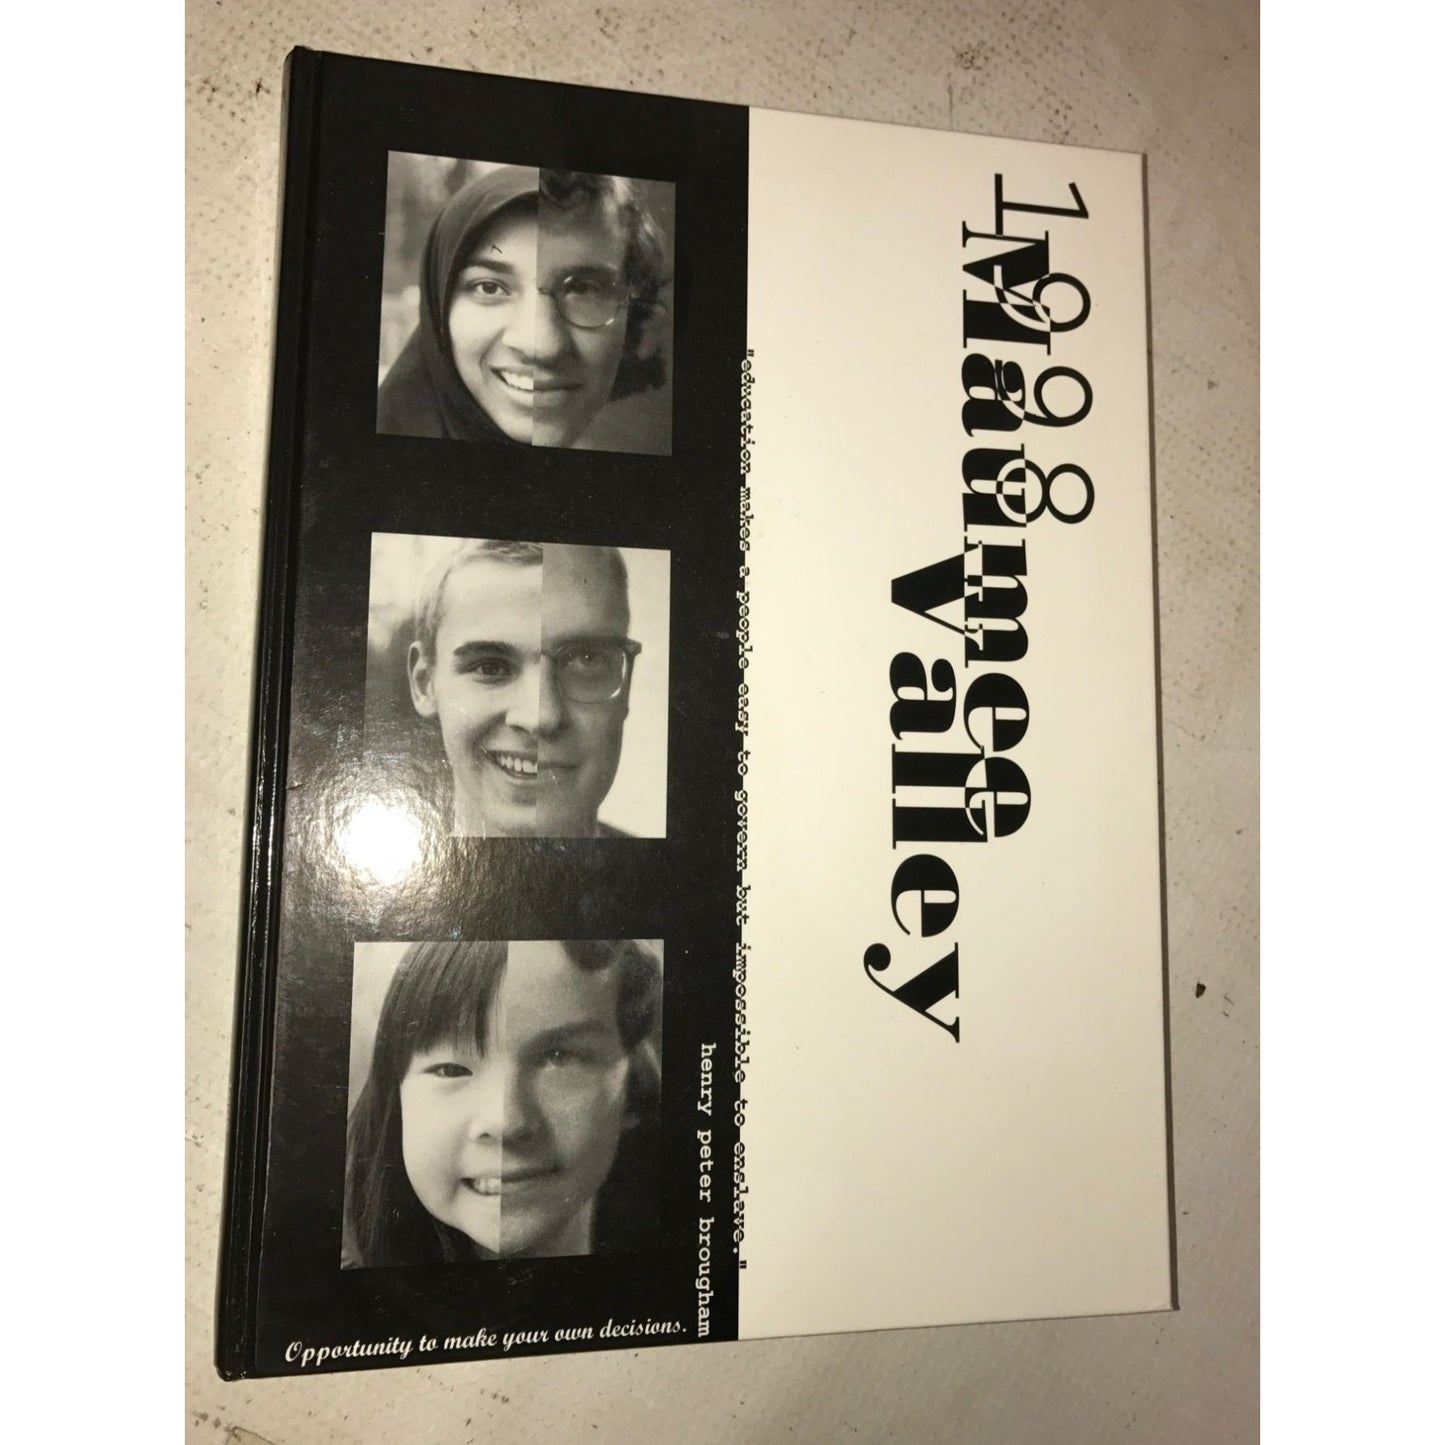 1998
Maumee
Valley
"education makes a people easy to govern but impossible to enslave."
henry peter brougham
Opportunity to make your own decisions.